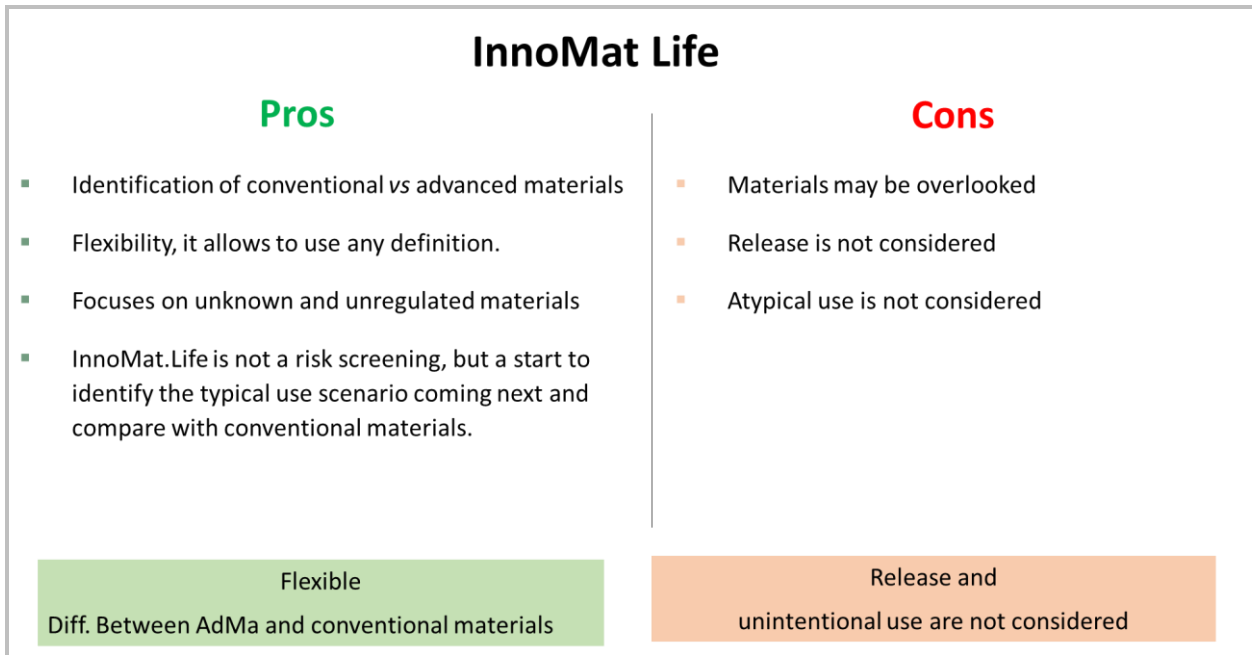 InnoMat Life
Pros
Identification of conventional vs advanced materials
Flexibility, it allows to use any definition.
Focuses on unknown and unregulated materials
InnoMat.Life is not a risk screening, but a start to
identify the typical use scenario coming next and
compare with conventional materials.
Flexible
Diff. Between AdMa and conventional materials
Cons
Materials may be overlooked
Release is not considered
Atypical use is not considered
Release and
unintentional use are not considered